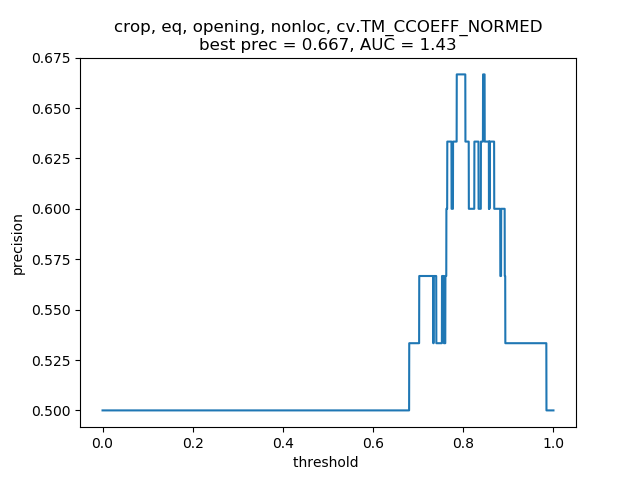 crop, eq, opening, nonloc, cv.TM_CCOEFF_NORMED
best prec = 0.667, AUC = 1.43
0.675
0.650
0.625
0.600
0.575
0.550
0.525
0.500
precision
0.0 0.2 0.4 0.6 0.8 1.0
threshold